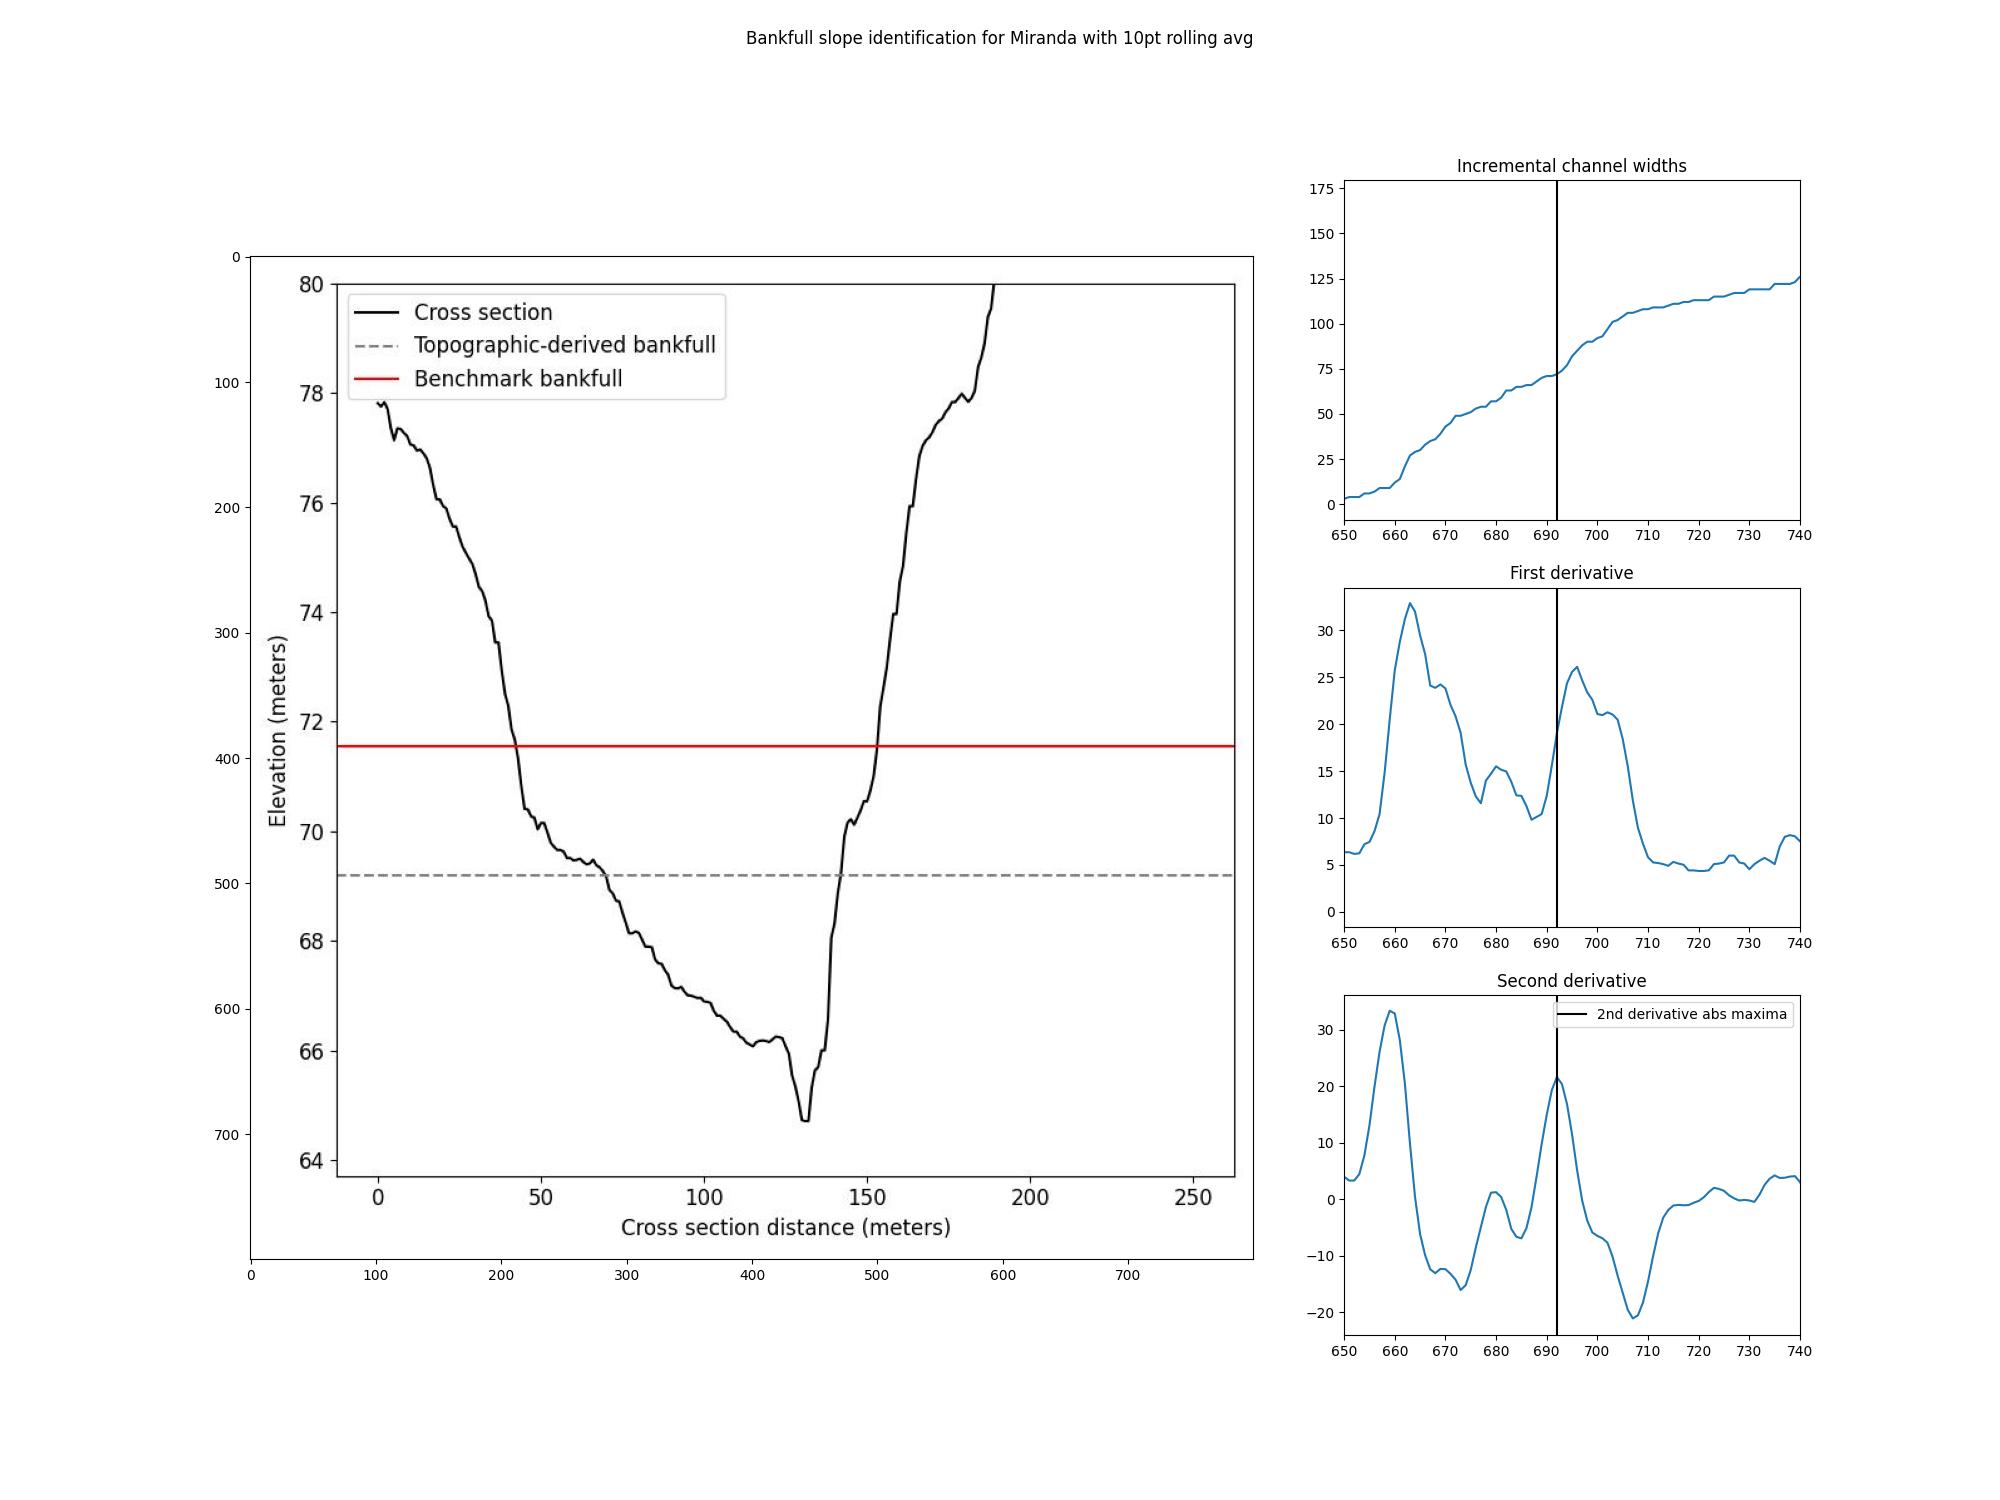 Bankfull slope identification for Miranda with 10pt rolling avg
0
100
200
300
400
500
600
700
80
78
76
74
72
70
68
66
64
Elevation (meters)
Cross section
Topographic-derived bankfull
Benchmark bankfull
0 50 100 150 200 250
Cross section distance (meters)
0 100 200 300 400 500 600 700
Incremental channel widths
175
150
125
100
75
50
25
0
650 660 670 680 690 700 710 720 730 740
First derivative
30
25
20
15
10
5
0
650 660 670 680 690 700 710 720 730 740
Second derivative
2nd derivative abs maxima
30
20
10
0
−10
−20
650 660 670 680 690 700 710 720 730 740